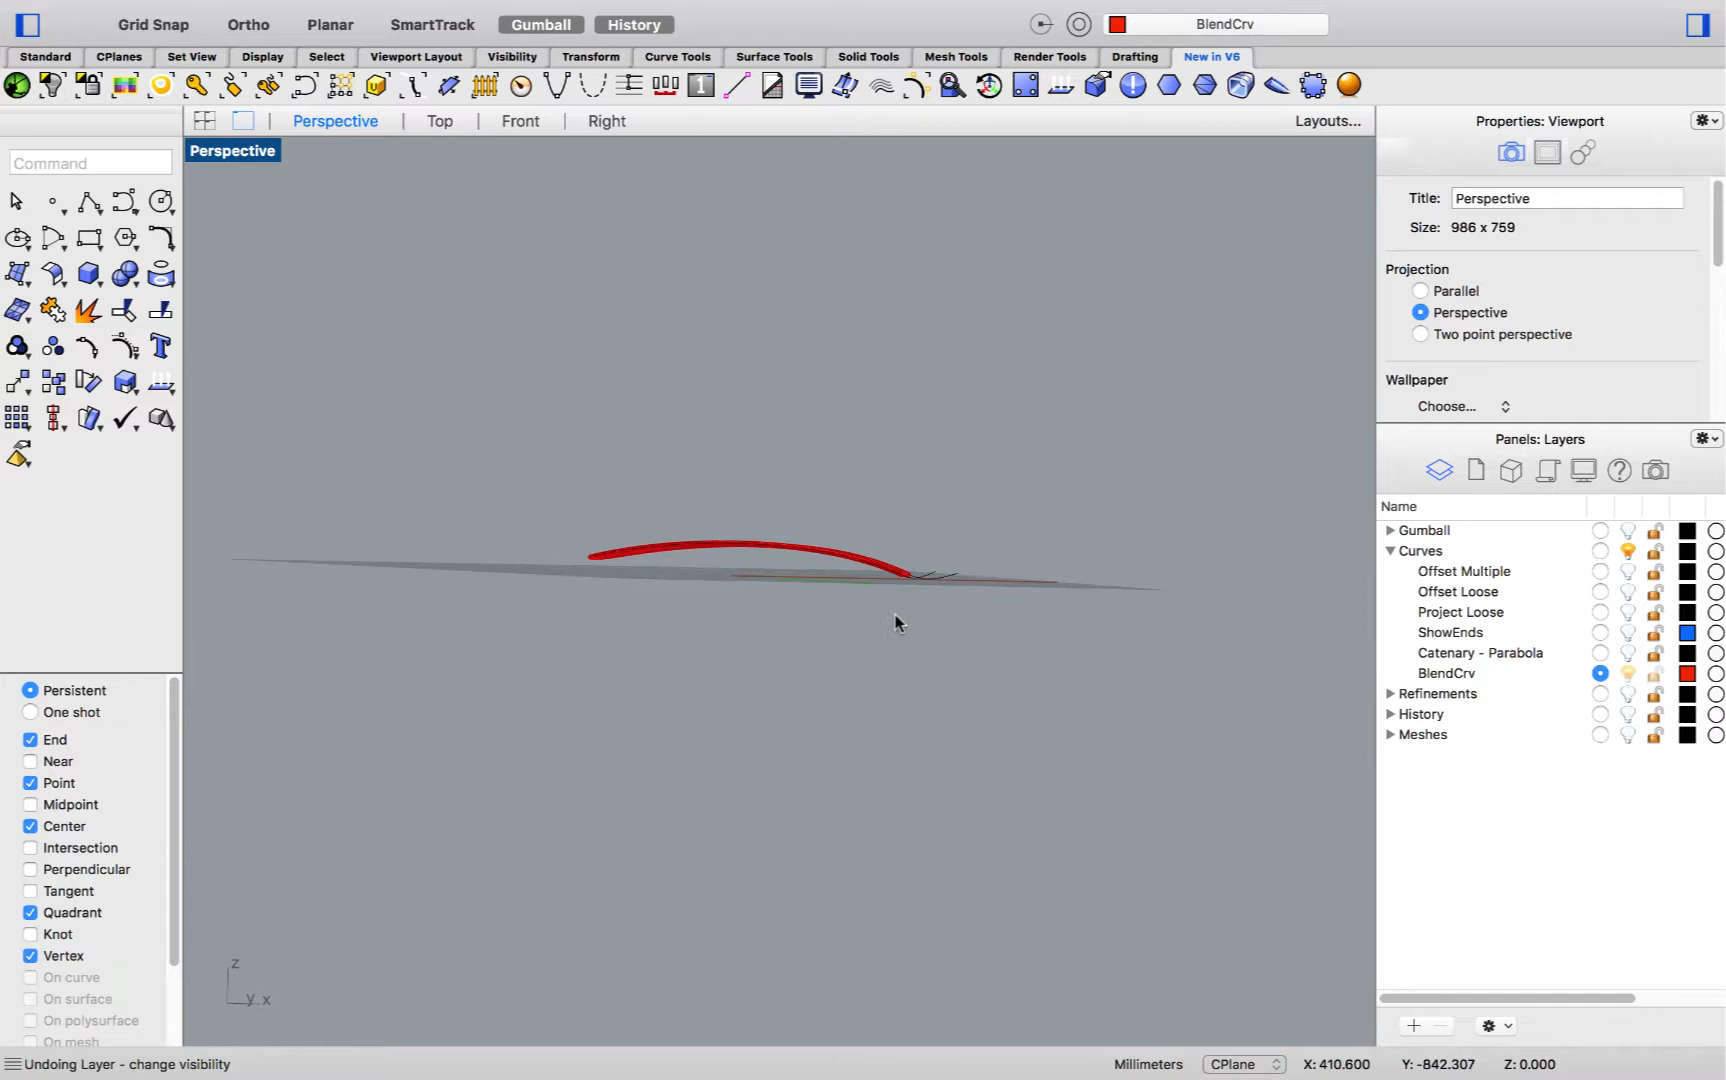 Grid Snap Ortho Planar SmartTrack Gumball History BlendCrv
Standard CPlanes Set View Display Select Viewport Layout Visibility Transform Curve Tools Surface Tools Solid Tools Mesh Tools Render Tools Drafting New in V6
Perspective Top Front Right Layouts...
Perspective
Command
Persistent
One shot
End
Near
Point
Midpoint
Center
Intersection
Perpendicular
Tangent
Quadrant
Knot
Vertex
On curve
On surface
On polysurface
On mesh
z
y x
Properties: Viewport
Title: Perspective
Size: 986 x 759
Projection
Parallel
Perspective
Two point perspective
Wallpaper
Choose...
Panels: Layers
Name
Gumball
Curves
Offset Multiple
Offset Loose
Project Loose
ShowEnds
Catenary - Parabola
BlendCrv
Refinements
History
Meshes
Undoing Layer - change visibility Millimeters CPlane X: 410.600 Y: -842.307 Z: 0.000